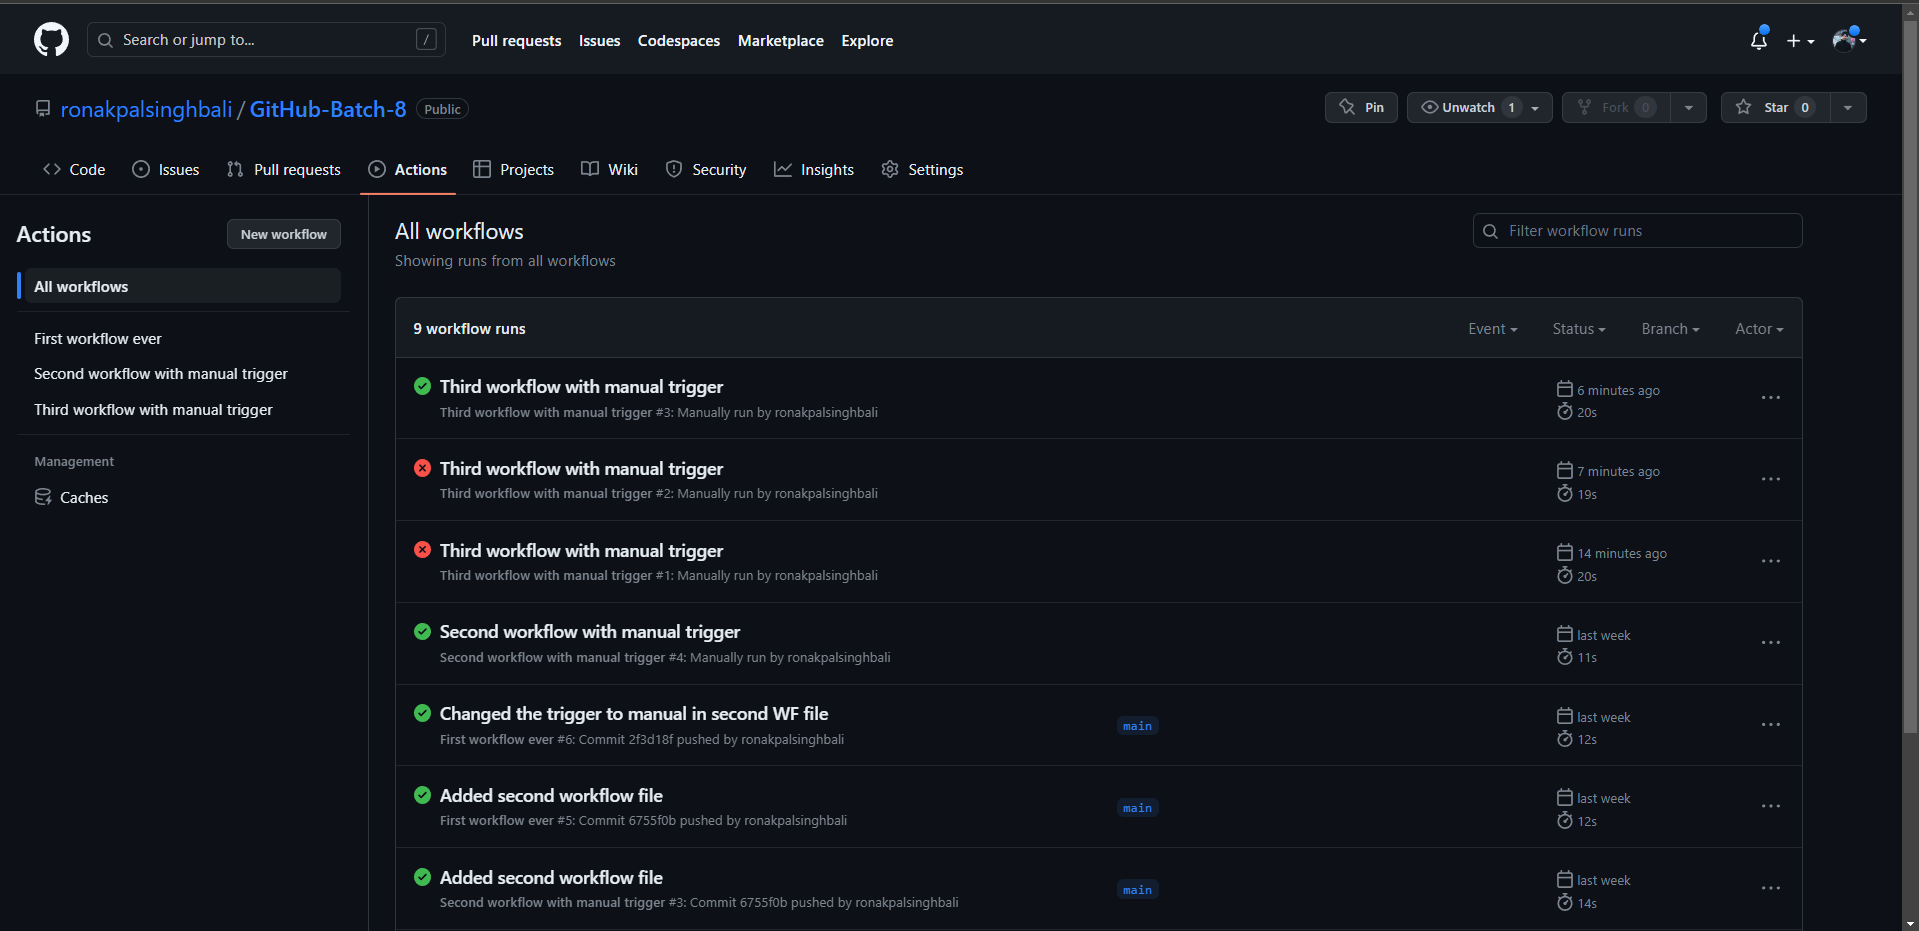 Search or jump to... /
Pull requests Issues Codespaces Marketplace Explore
ronakpalsinghbali / GitHub-Batch-8 Public
Pin Unwatch 1 Fork 0 Star 0
Code Issues Pull requests Actions Projects Wiki Security Insights Settings
Actions
New workflow
All workflows
First workflow ever
Second workflow with manual trigger
Third workflow with manual trigger
Management
Caches
All workflows
Showing runs from all workflows
Filter workflow runs
9 workflow runs
Event Status Branch Actor
Third workflow with manual trigger
Third workflow with manual trigger #3: Manually run by ronakpalsinghbali
6 minutes ago
20s
Third workflow with manual trigger
Third workflow with manual trigger #2: Manually run by ronakpalsinghbali
7 minutes ago
19s
Third workflow with manual trigger
Third workflow with manual trigger #1: Manually run by ronakpalsinghbali
14 minutes ago
20s
Second workflow with manual trigger
Second workflow with manual trigger #4: Manually run by ronakpalsinghbali
last week
11s
Changed the trigger to manual in second WF file
First workflow ever #6: Commit 2f3d18f pushed by ronakpalsinghbali
main
last week
12s
Added second workflow file
First workflow ever #5: Commit 6755f0b pushed by ronakpalsinghbali
main
last week
12s
Added second workflow file
Second workflow with manual trigger #3: Commit 6755f0b pushed by ronakpalsinghbali
main
last week
14s